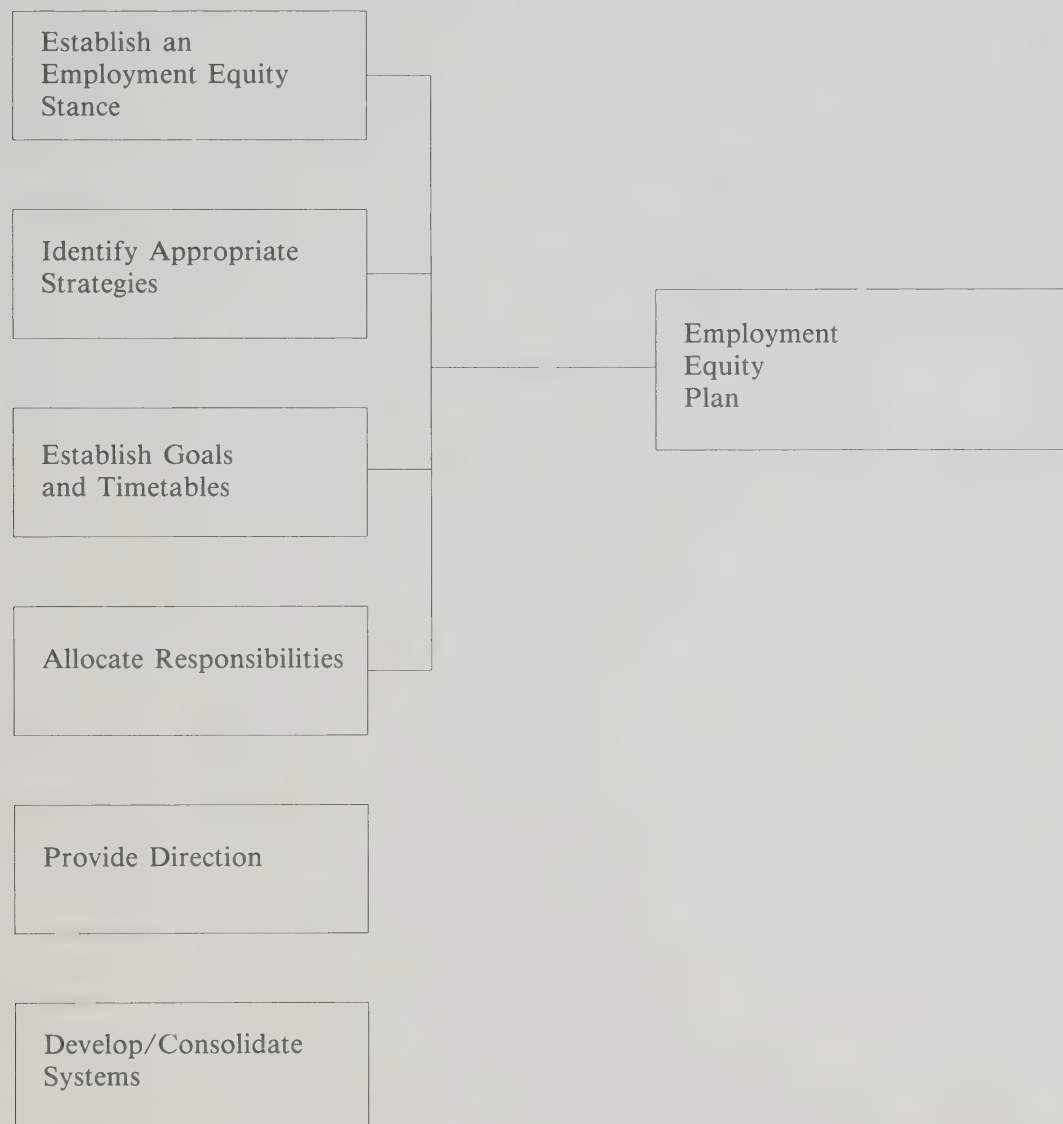 Establish an
Employment Equity
Stance
Identify Appropriate
Strategies
Employment
Equity
Plan
Establish Goals
and Timetables
Allocate Responsibilities
Provide Direction
Develop/Consolidate
Systems